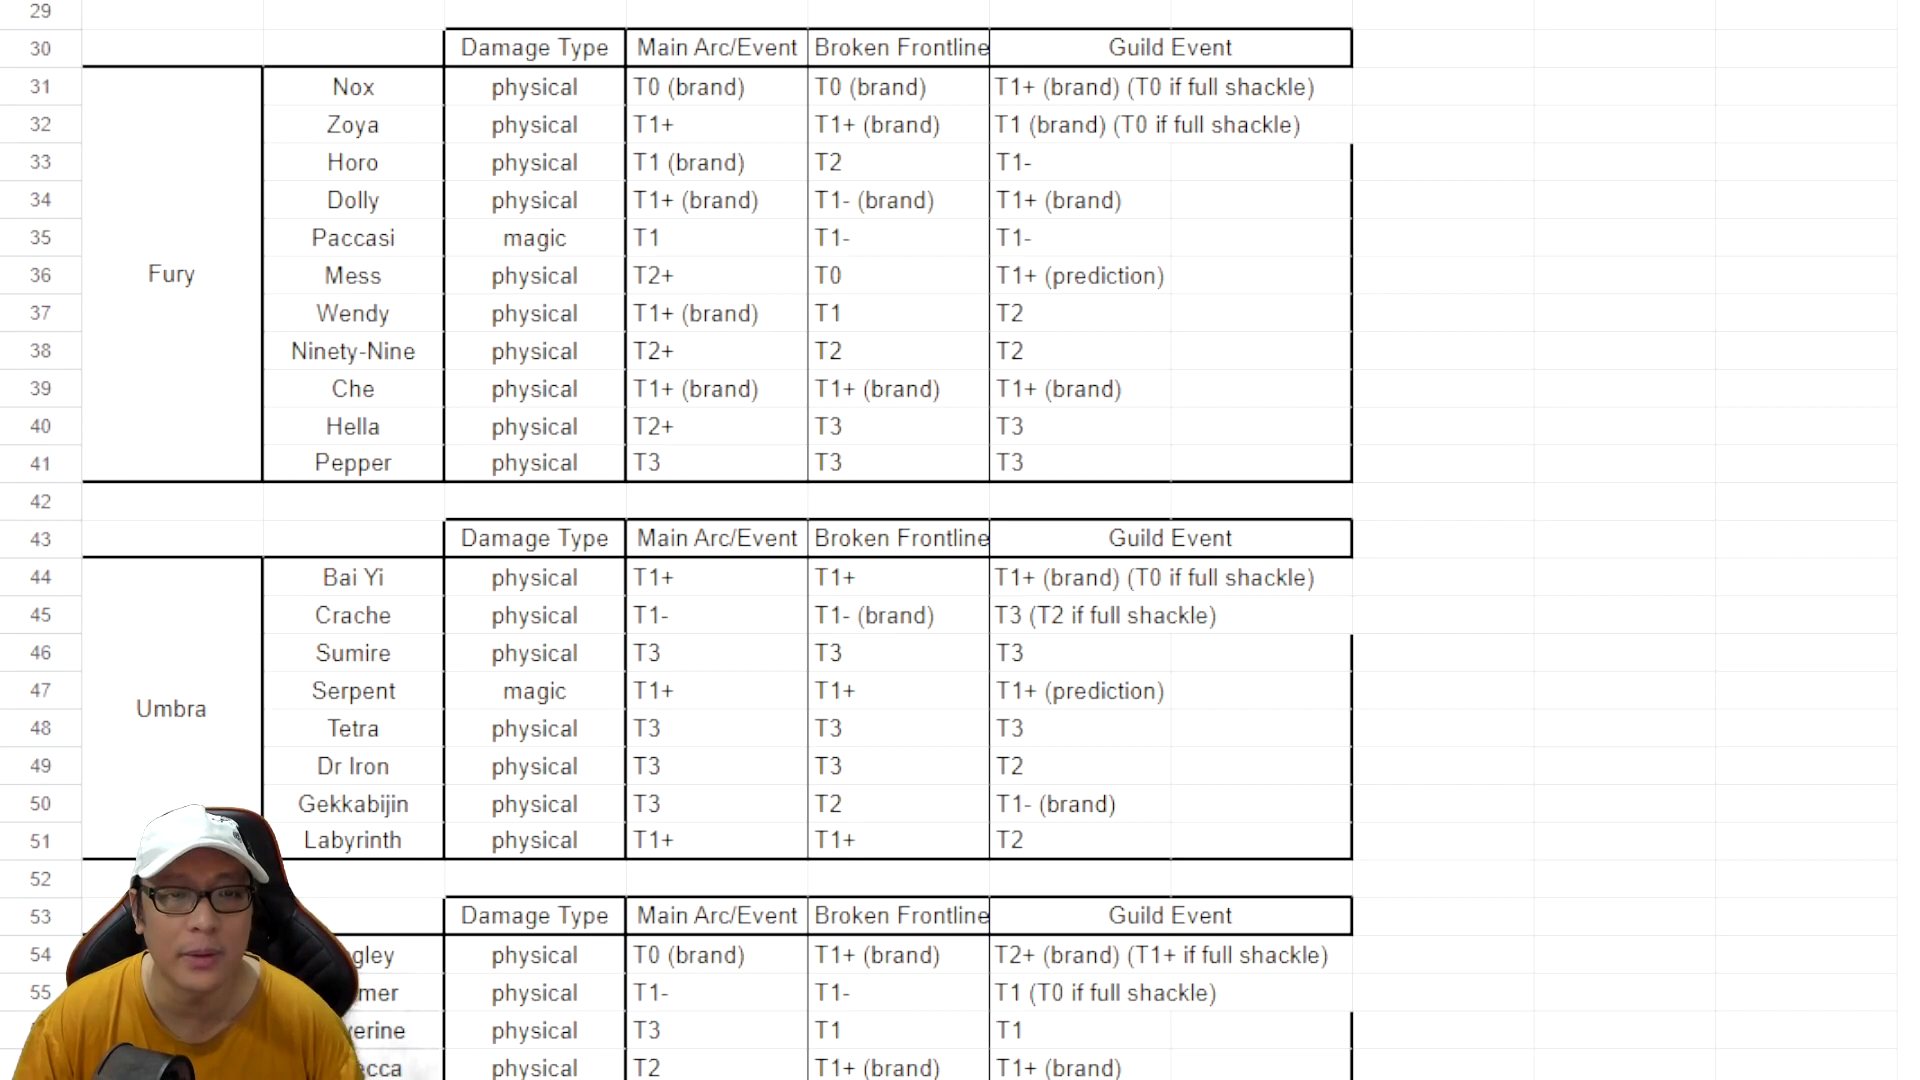 29
30 Damage Type Main Arc/Event Broken Frontline Guild Event
31 Nox physical T0 (brand) T0 (brand) T1+ (brand) (T0 if full shackle)
32 Zoya physical T1+ T1+ (brand) T1 (brand) (T0 if full shackle)
33 Horo physical T1 (brand) T2 T1-
34 Dolly physical T1+ (brand) T1- (brand) T1+ (brand)
35 Paccasi magic T1 T1- T1-
36 Fury Mess physical T2+ T0 T1+ (prediction)
37 Wendy physical T1+ (brand) T1 T2
38 Ninety-Nine physical T2+ T2 T2
39 Che physical T1+ (brand) T1+ (brand) T1+ (brand)
40 Hella physical T2+ T3 T3
41 Pepper physical T3 T3 T3
42
43 Damage Type Main Arc/Event Broken Frontline Guild Event
44 Bai Yi physical T1+ T1+ T1+ (brand) (T0 if full shackle)
45 Crache physical T1- T1- (brand) T3 (T2 if full shackle)
46 Sumire physical T3 T3 T3
47 Serpent magic T1+ T1+ T1+ (prediction)
Umbra
48 Tetra physical T3 T3 T3
49 Dr Iron physical T3 T3 T2
50 Gekkabijin physical T3 T2 T1- (brand)
51 Labyrinth physical T1+ T1+ T2
52
53 Damage Type Main Arc/Event Broken Frontline Guild Event
54 gley physical T0 (brand) T1+ (brand) T2+ (brand) (T1+ if full shackle)
55 mer physical T1- T1- T1 (T0 if full shackle)
erine physical T3 T1 T1
cca physical T2 T1+ (brand) T1+ (brand)